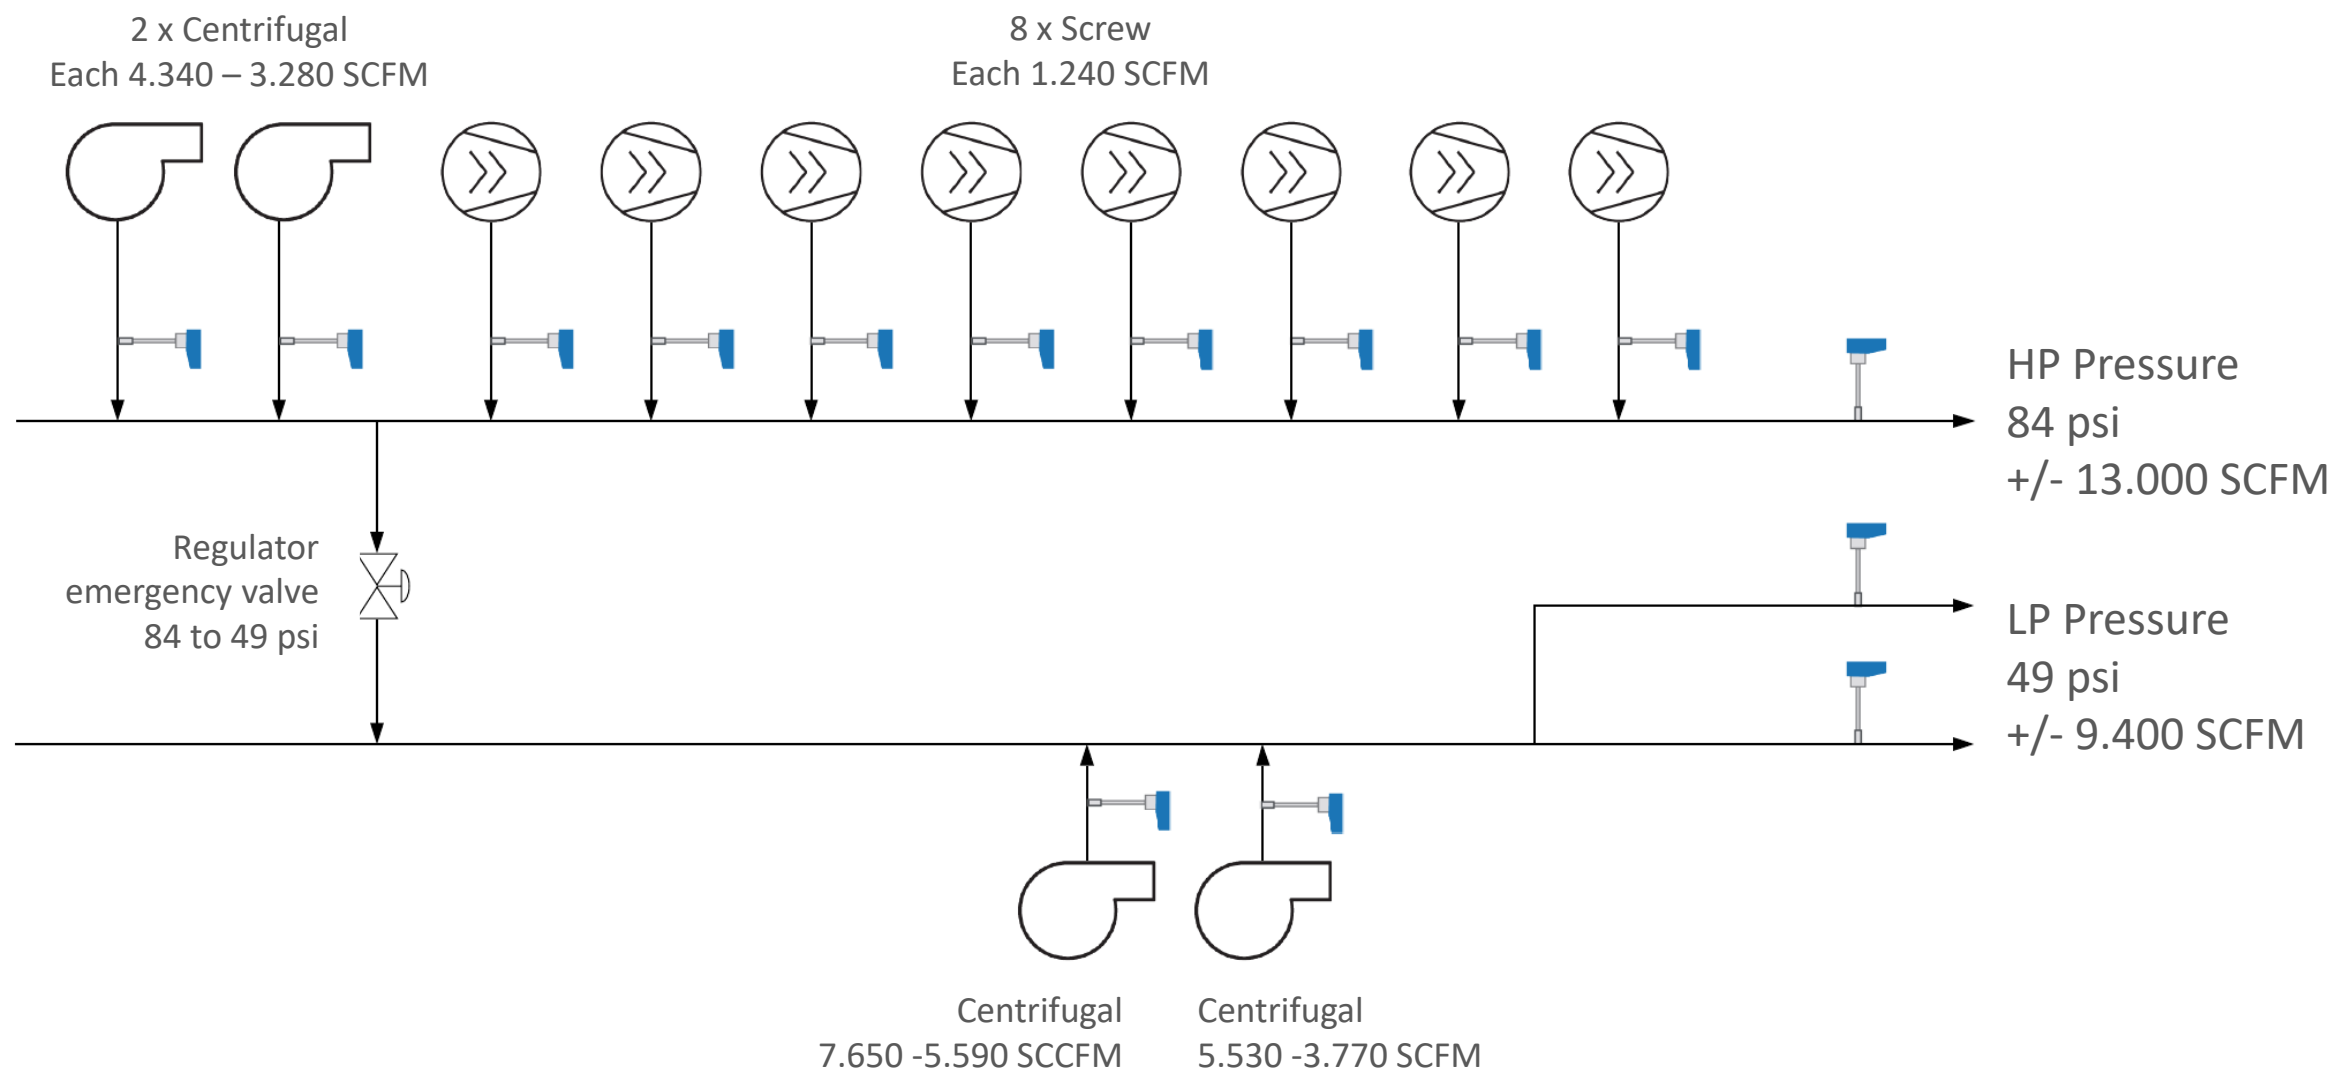 2 x Centrifugal
Each 4.340 – 3.280 SCFM
8 x Screw
Each 1.240 SCFM
HP Pressure
84 psi
+/- 13.000 SCFM
Regulator
emergency valve
84 to 49 psi
LP Pressure
49 psi
+/- 9.400 SCFM
Centrifugal
7.650 -5.590 SCCFM
Centrifugal
5.530 -3.770 SCFM